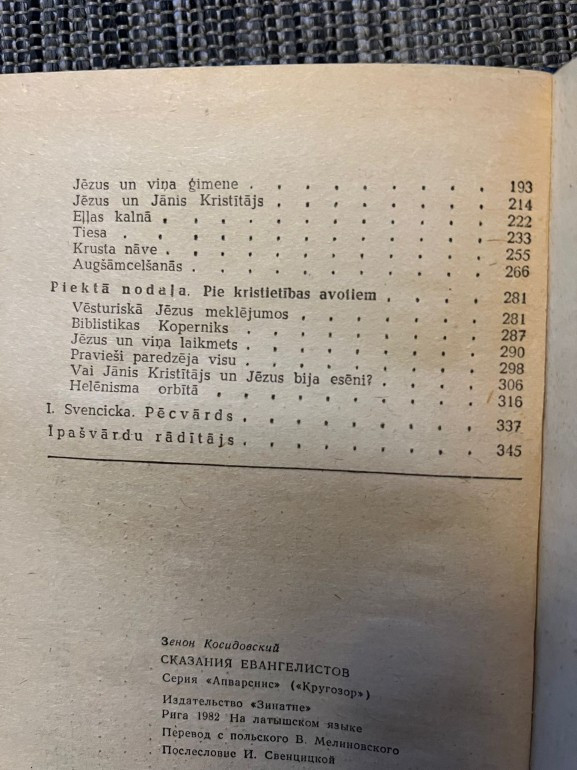 Jēzus un viņa ģimene . . . . . . . . . 193
Jēzus un Jānis Kristītājs . . . . . . . . 214
Eļļas kalnā . . . . . . . . . . . 222
Tiesa . . . . . . . . . . . . 233
Krusta nāve . . . . . . . . . . . 255
Augšāmcelšanās . . . . . . . . . . 266
Piektā nodaļa. Pie kristietības avotiem . . . . 281
Vēsturiskā Jēzus meklējumos . . . . . . . 281
Biblistikas Koperniks . . . . . . . . . 287
Jēzus un viņa laikmets . . . . . . . . 290
Pravieši paredzēja visu . . . . . . . . 298
Vai Jānis Kristītājs un Jēzus bija esēni? . . . . 306
Helēnisma orbītā . . . . . . . . . . 316
I. Svencicka. Pēcvārds . . . . . . . . . 337
Īpašvārdu rādītājs . . . . . . . . . 345
Зенон Косидовский
СКАЗАНИЯ ЕВАНГЕЛИСТОВ
Серия «Апварснис» («Кругозор»)
Издательство «Зинатне»
Рига 1982 На латышском языке
Перевод с польского В. Мелиновского
Послесловие И. Свенцицкой